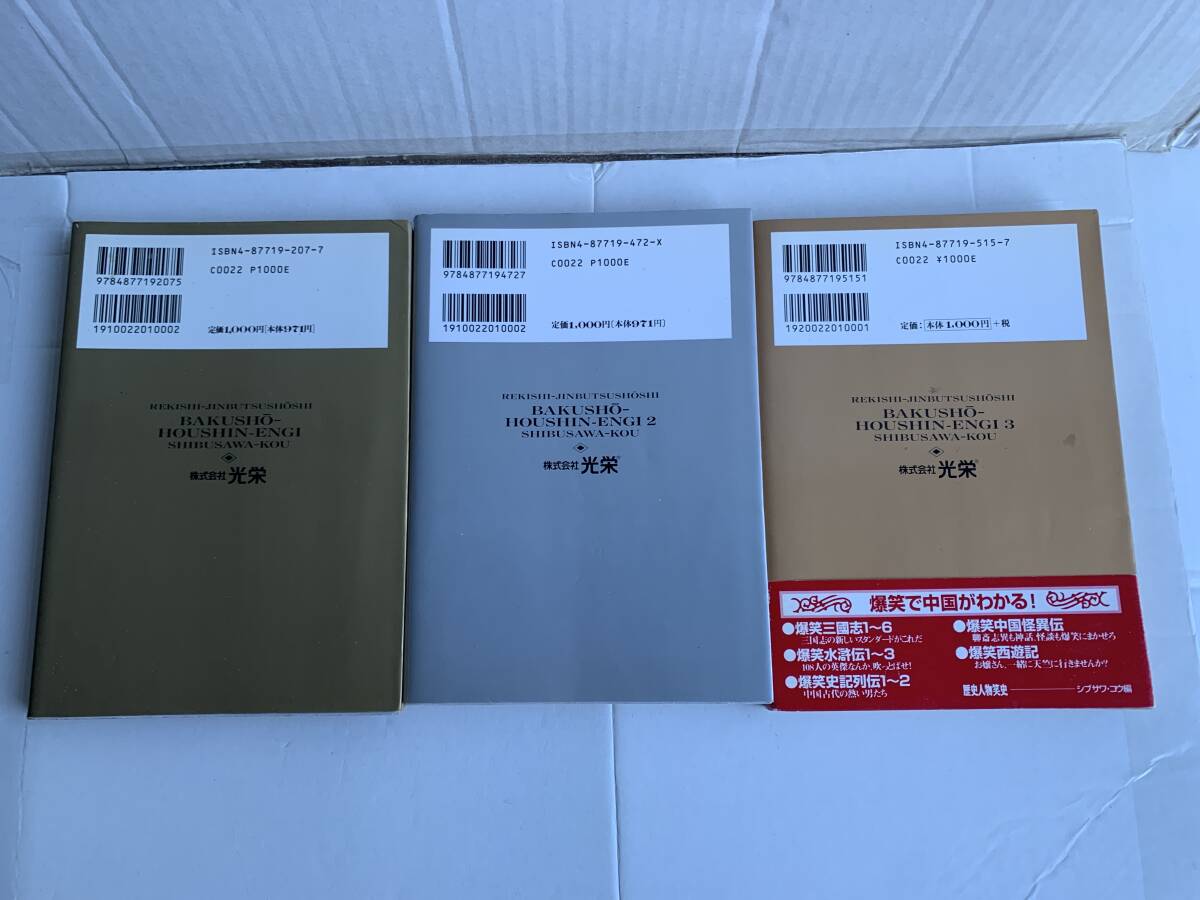 ISBN4-87719-207-7
C0022 P1000E
9784877192075
1910022010002
定価1,000円[本体971円]
REKISHI-JINBUTSUSHŌSHI
BAKUSHŌ-
HOUSHIN-ENGI
SHIBUSAWA-KOU
株式会社 光栄
ISBN4-87719-472-X
C0022 P1000E
9784877194727
1910022010002
定価1,000円〔本体971円〕
REKISHI-JINBUTSUSHŌSHI
BAKUSHŌ-
HOUSHIN-ENGI 2
SHIBUSAWA-KOU
株式会社 光栄®
ISBN4-87719-515-7
C0022 ¥1000E
9784877195151
1920022010001
定価：本体1,000円+税
REKISHI-JINBUTSUSHŌSHI
BAKUSHŌ-
HOUSHIN-ENGI 3
SHIBUSAWA-KOU
株式会社 光栄®
爆笑で中国がわかる!
●爆笑三國志1〜6
三国志の新しいスタンダードがこれだ
●爆笑水滸伝1〜3
108人の英傑なんか、吹っとばせ!
●爆笑史記列伝1〜2
中国古代の熱い男たち
●爆笑中国怪異伝
聊斎志異も神話、怪談も爆笑にまかせろ
●爆笑西遊記
お嬢さん、一緒に天竺に行きませんか?
歴史人物笑史 シブサワ・コウ編